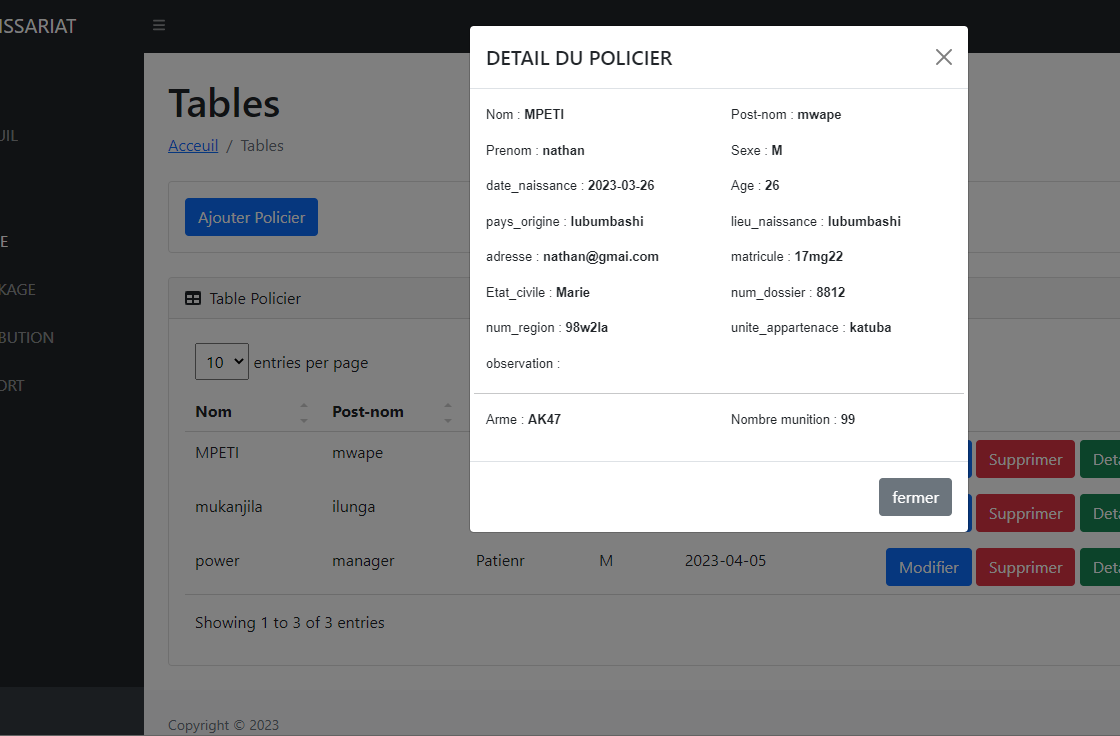 ISSARIAT
DETAIL DU POLICIER
Nom : MPETI
Post-nom : mwape
Prenom : nathan
Sexe : M
date_naissance : 2023-03-26
Age : 26
pays_origine : lubumbashi
lieu_naissance : lubumbashi
adresse : nathan@gmai.com
matricule : 17mg22
Etat_civile : Marie
num_dossier : 8812
num_region : 98w2la
unite_appartenace : katuba
observation :
Arme : AK47
Nombre munition : 99
fermer
Tables
Acceuil / Tables
Ajouter Policier
Table Policier
10 entries per page
Nom Post-nom
MPETI mwape Supprimer Deta
mukanjila ilunga Supprimer Deta
power manager Patienr M 2023-04-05 Modifier Supprimer Deta
Showing 1 to 3 of 3 entries
Copyright © 2023
UIL
E
KAGE
BUTION
ORT